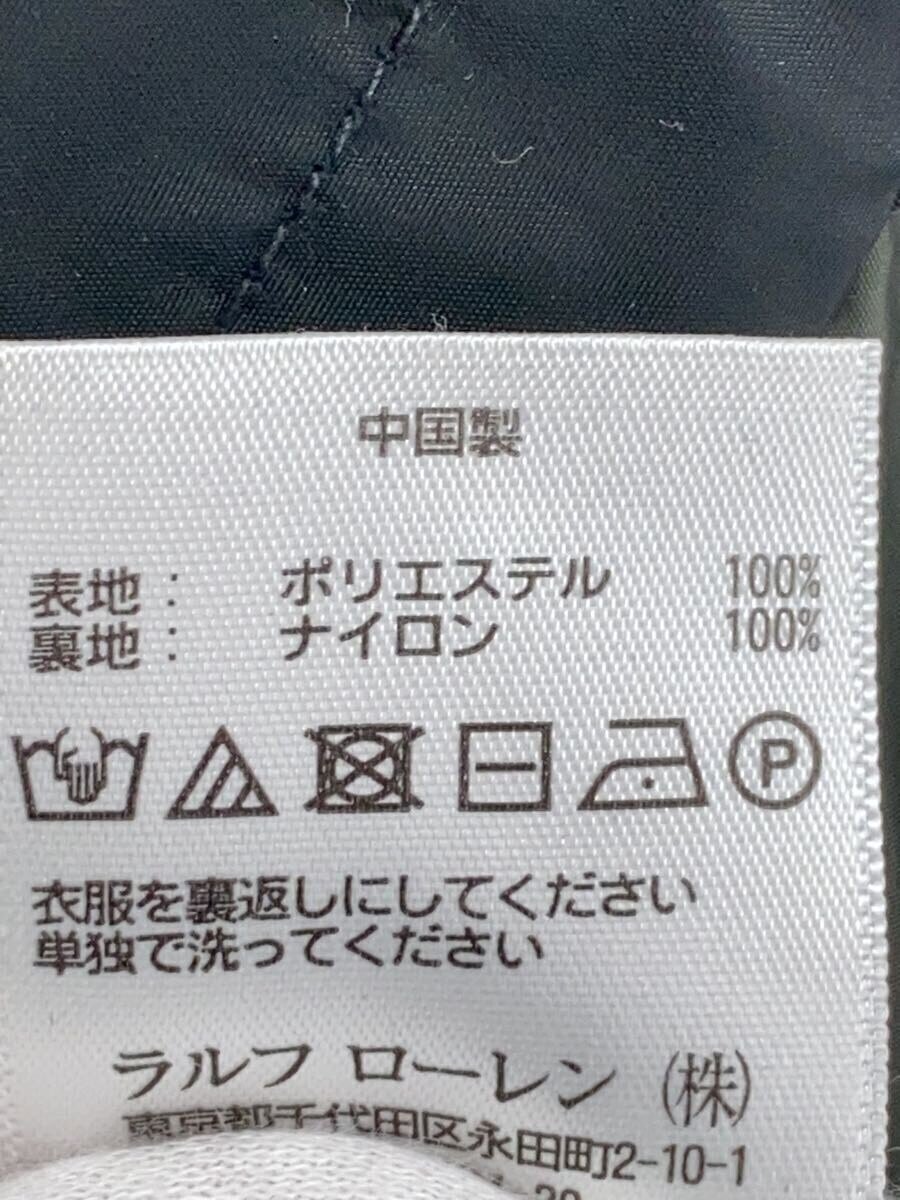 中国製
表地: ポリエステル 100%
裏地: ナイロン 100%
P
衣服を裏返しにしてください
単独で洗ってください
ラルフ ローレン (株)
東京都千代田区永田町2-10-1